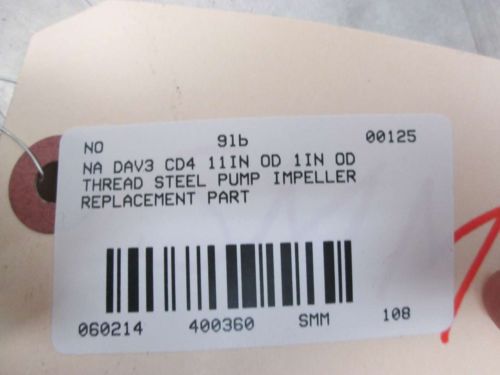 NO 91b 00125
NA DAV3 CD4 11IN OD 1IN OD
THREAD STEEL PUMP IMPELLER
REPLACEMENT PART
060214 400360 SMM 108